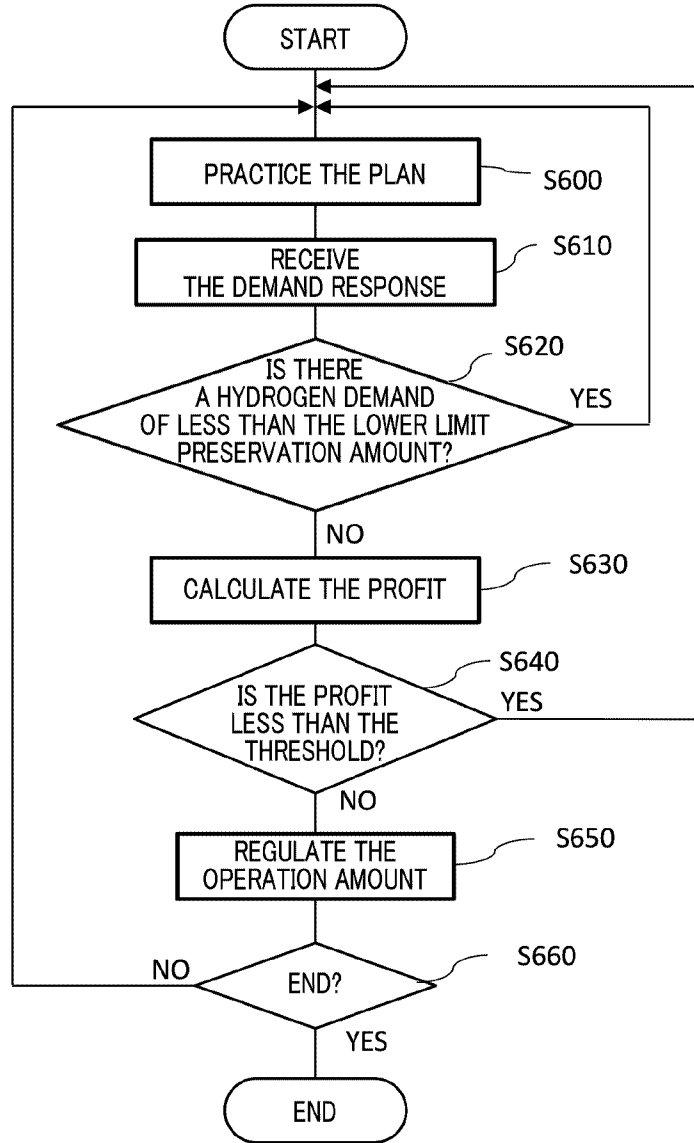 START
PRACTICE THE PLAN
S600
RECEIVE
THE DEMAND RESPONSE
S610
IS THERE
A HYDROGEN DEMAND
OF LESS THAN THE LOWER LIMIT
PRESERVATION AMOUNT?
S620
YES
NO
CALCULATE THE PROFIT
S630
IS THE PROFIT
LESS THAN THE
THRESHOLD?
S640
YES
NO
REGULATE THE
OPERATION AMOUNT
S650
END?
S660
NO
YES
END